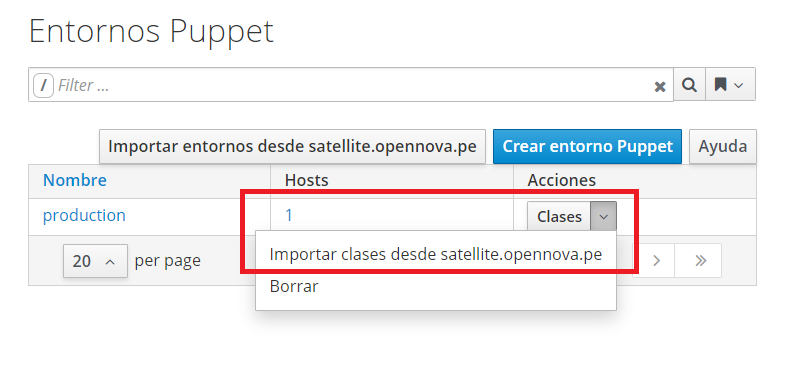 Entornos Puppet
/ Filter ...
Importar entornos desde satellite.opennova.pe Crear entorno Puppet Ayuda
Nombre Hosts Acciones
production 1 Clases
Importar clases desde satellite.opennova.pe
20 per page
Borrar